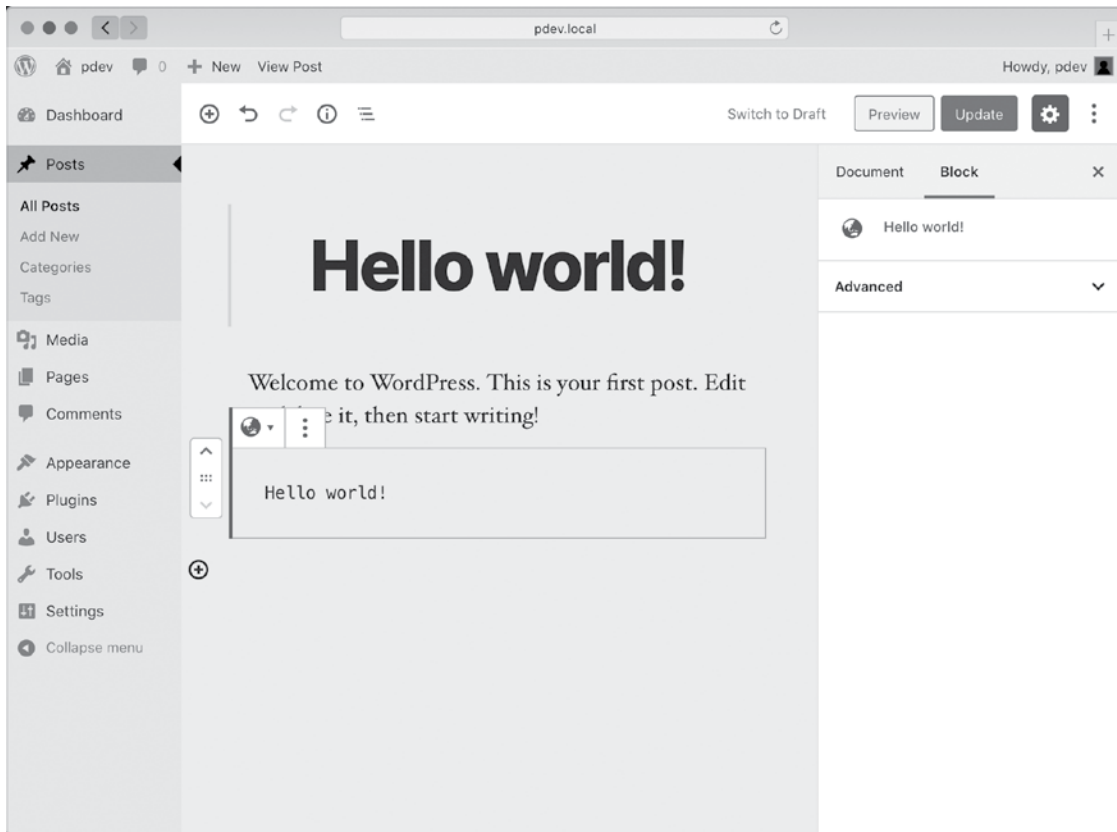 pdev.local
pdev 0 New View Post Howdy, pdev
Dashboard
Posts
All Posts
Add New
Categories
Tags
Media
Pages
Comments
Appearance
Plugins
Users
Tools
Settings
Collapse menu
Switch to Draft Preview Update
Hello world!
Welcome to WordPress. This is your first post. Edit
it, then start writing!
Hello world!
Document Block
Hello world!
Advanced